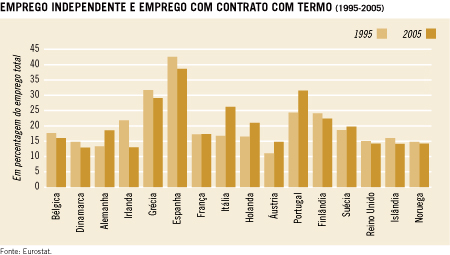 EMPREGO INDEPENDENTE E EMPREGO COM CONTRATO COM TERMO (1995-2005)
1995 2005
Em percentagem do emprego total
45
40
35
30
25
20
15
10
5
0
Bélgica
Dinamarca
Alemanha
Irlanda
Grécia
Espanha
França
Itália
Holanda
Áustria
Portugal
Finlândia
Suécia
Reino Unido
Islândia
Noruega
Fonte: Eurostat.